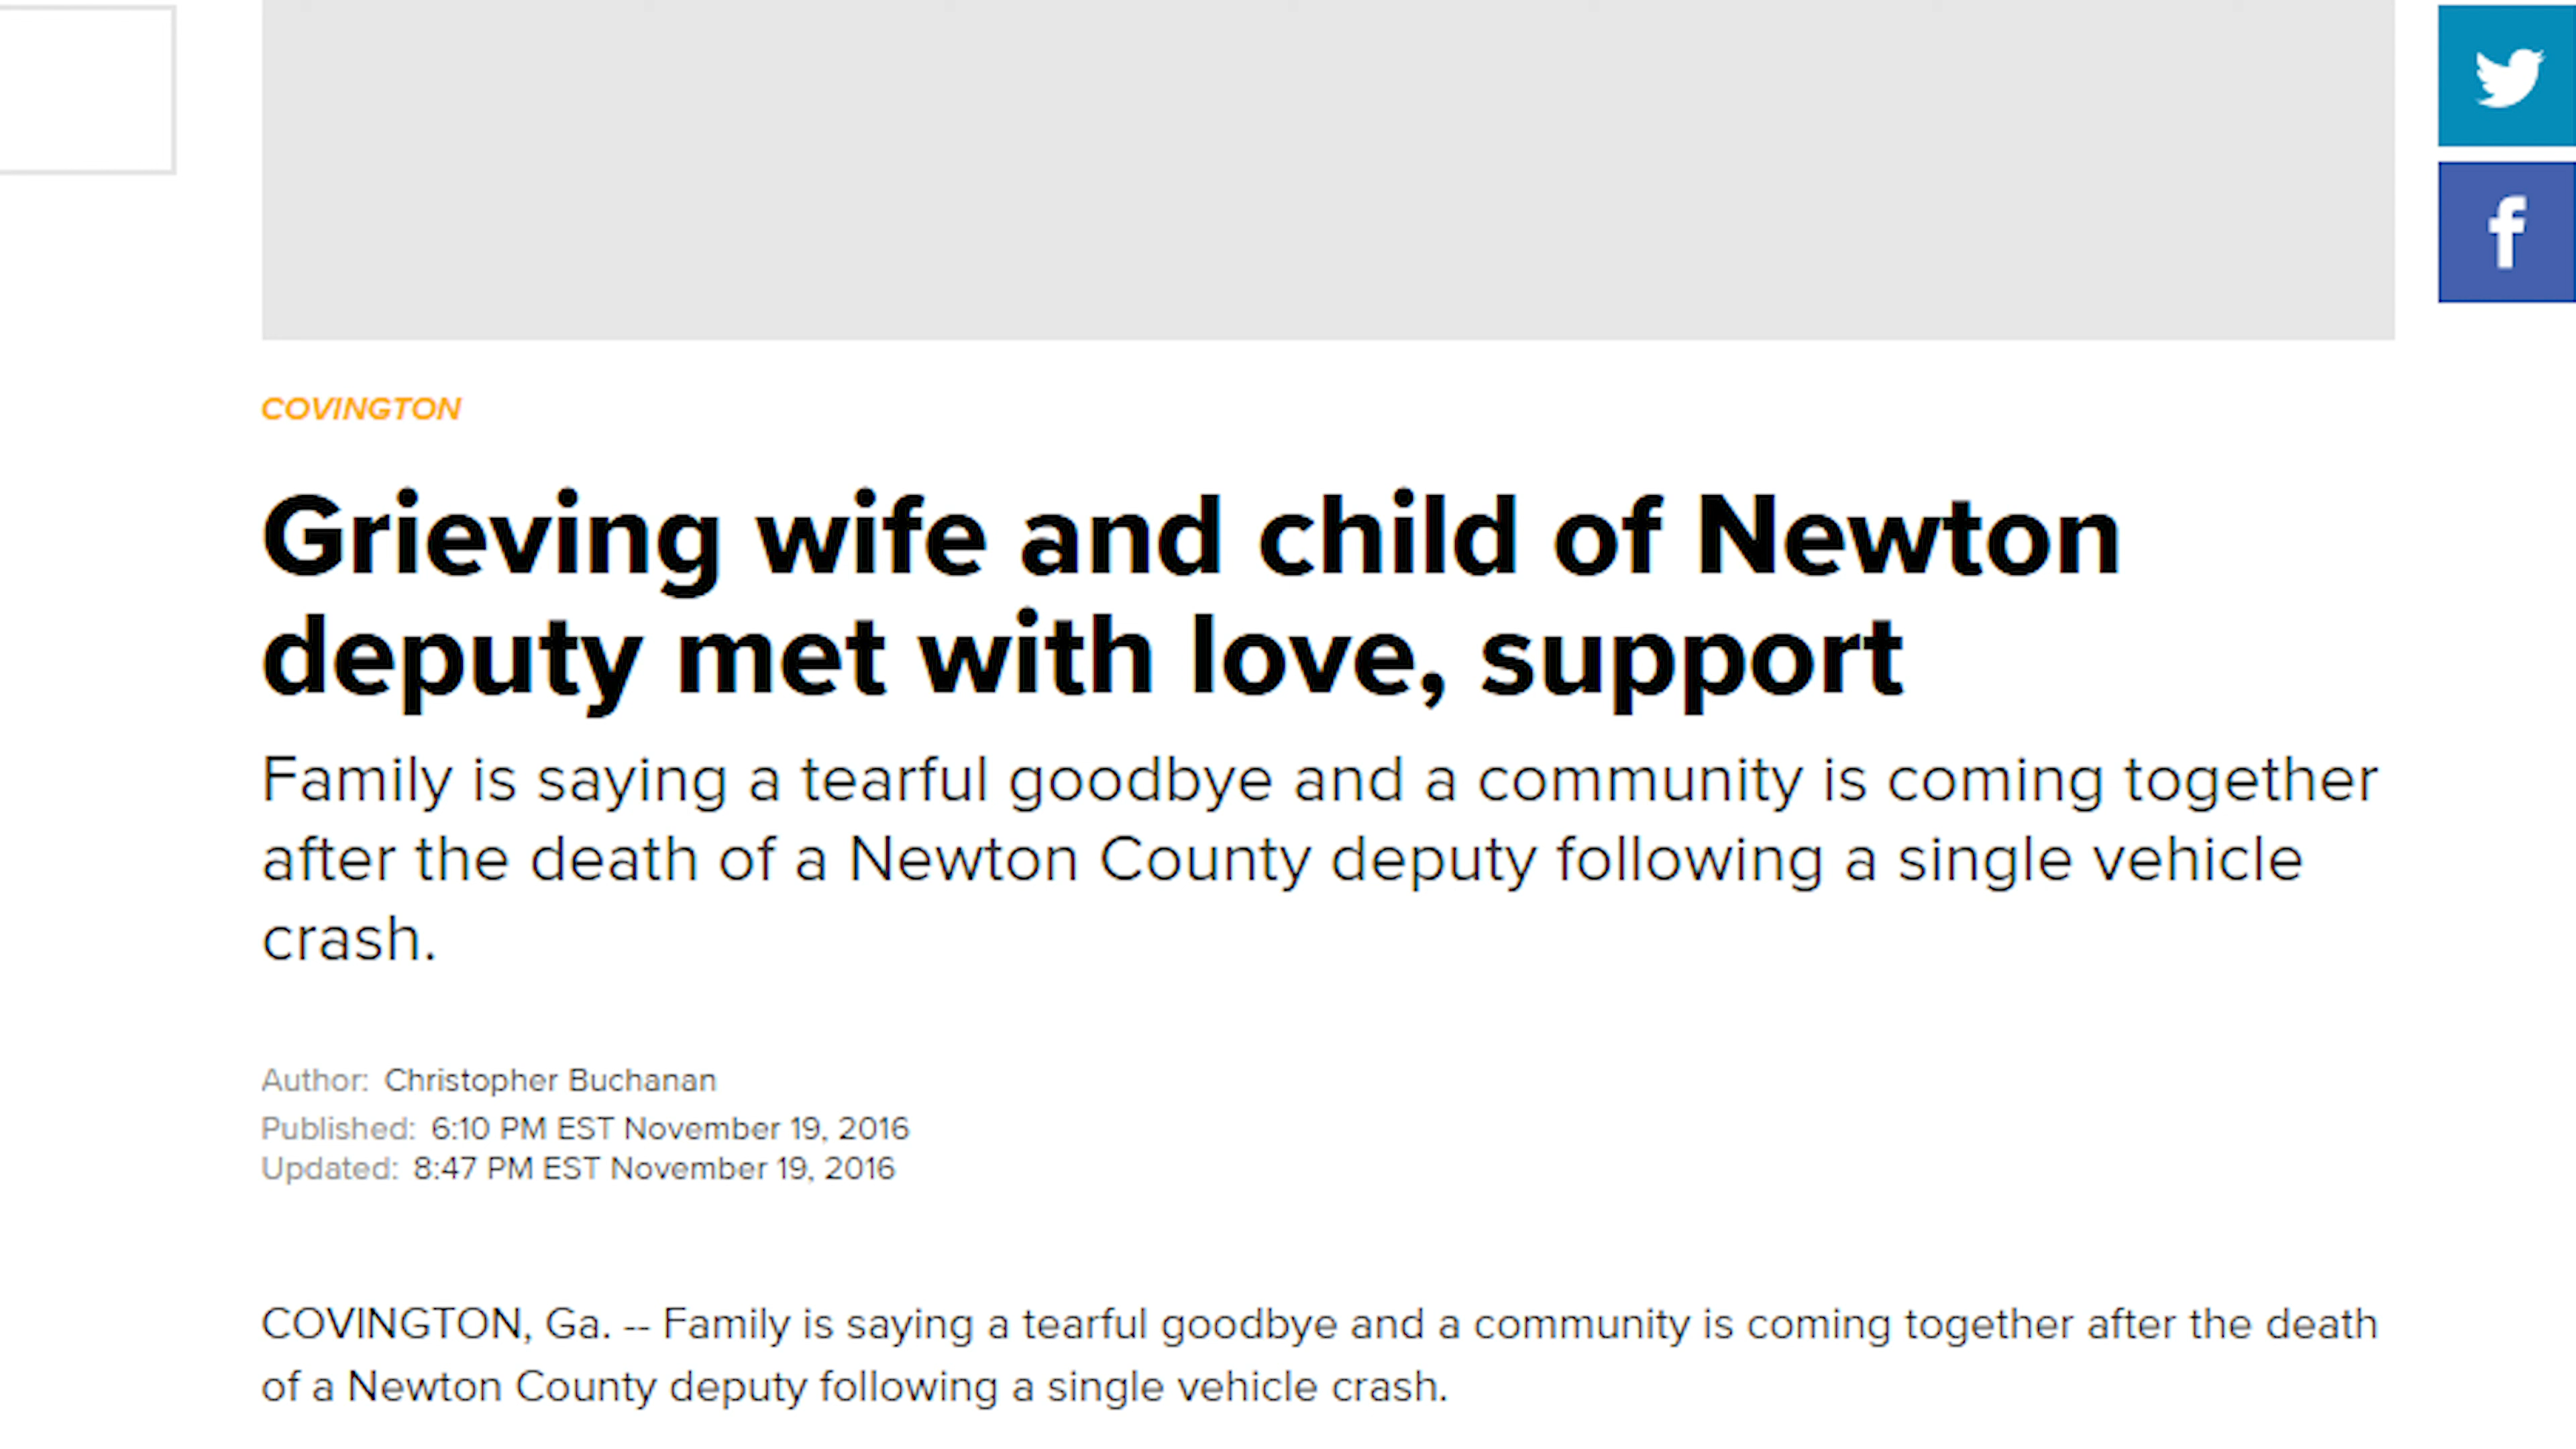 COVINGTON
Grieving wife and child of Newton
deputy met with love, support
Family is saying a tearful goodbye and a community is coming together
after the death of a Newton County deputy following a single vehicle
crash.
Author: Christopher Buchanan
Published: 6:10 PM EST November 19, 2016
Updated: 8:47 PM EST November 19, 2016
COVINGTON, Ga. -- Family is saying a tearful goodbye and a community is coming together after the death
of a Newton County deputy following a single vehicle crash.